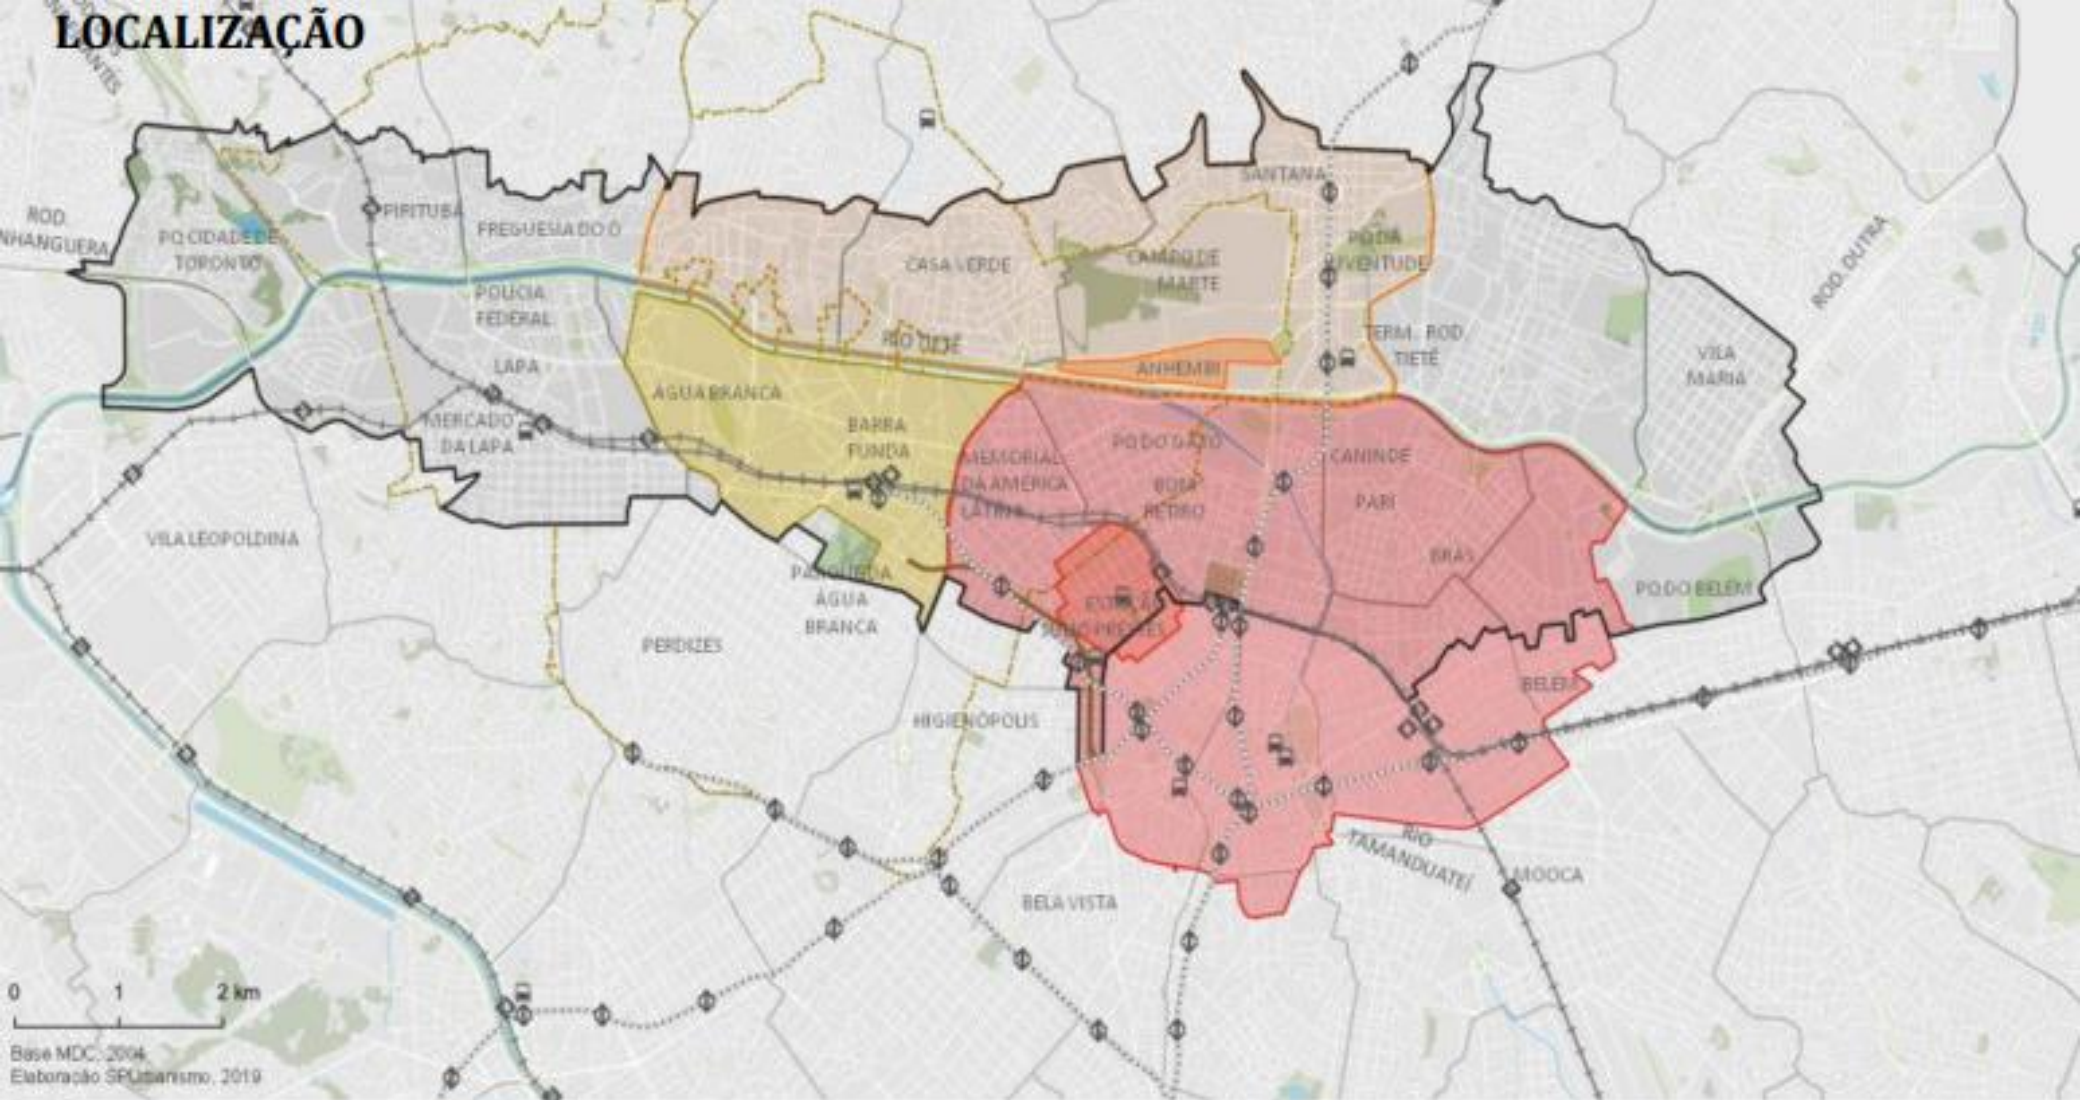 LOCALIZAÇÃO
ROD.
NHANGUERA
PQ CIDADE DE
TORONTO
PIRITUBA
FREGUESIA DO Ó
POLÍCIA
FEDERAL
LAPA
MERCADO
DA LAPA
VILA LEOPOLDINA
CASA VERDE
RIO TIETÊ
CAMPO DE
MARTE
SANTANA
PQ DA
JUVENTUDE
TERM. ROD.
TIETÊ
ANHEMBI
VILA
MARIA
ROD. DUTRA
ÁGUA BRANCA
BARRA
FUNDA
MEMORIAL
DA AMÉRICA
LATINA
PQ DO GATO
BOM
RETIRO
CANINDÉ
PARI
BRÁS
PQ DO BELÉM
ÁGUA
BRANCA
PERDIZES
HIGIENÓPOLIS
BELÉM
RIO
TAMANDUATEÍ
MOOCA
BELA VISTA
0 1 2 km
Base MDC, 2004
Elaboração SPUrbanismo, 2019